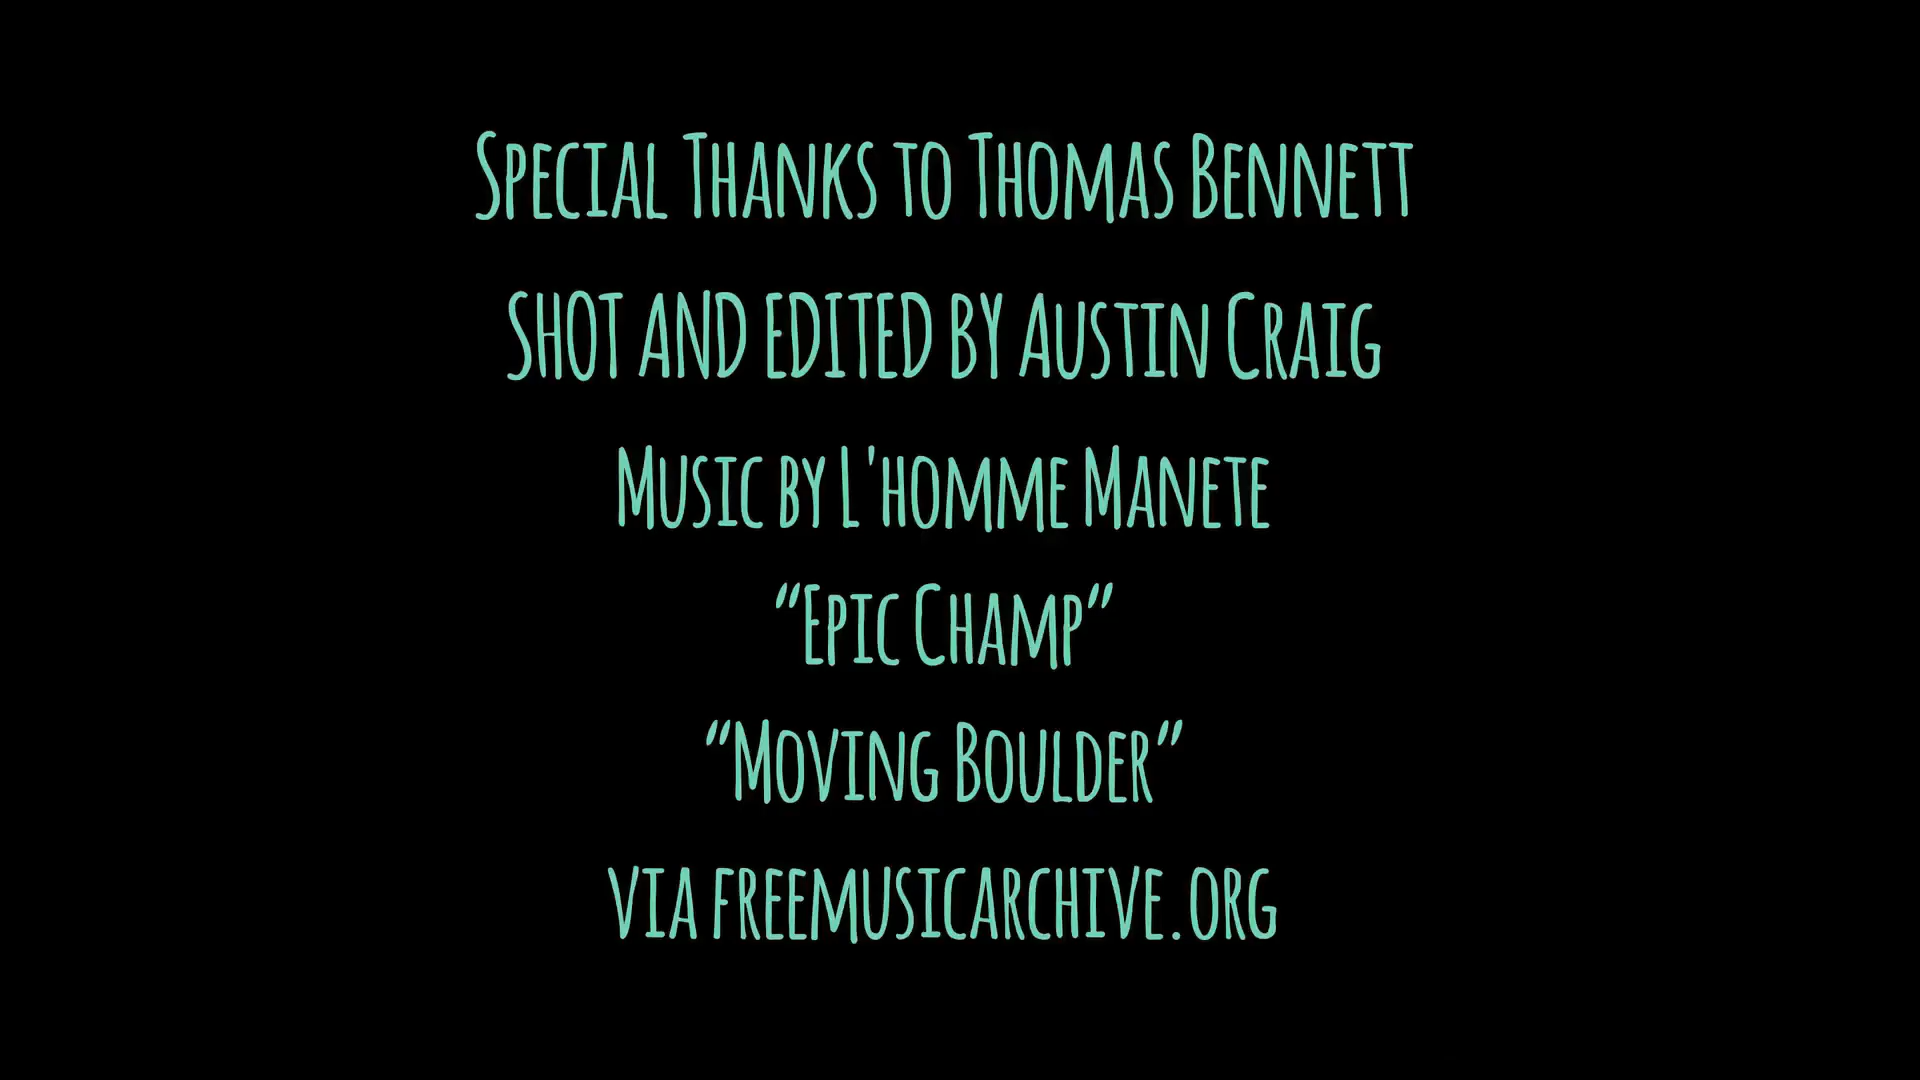 Special Thanks to Thomas Bennett
SHOT AND EDITED BY Austin Craig
Music by L'homme Manete
“Epic Champ”
“Moving Boulder”
via freemusicarchive.org